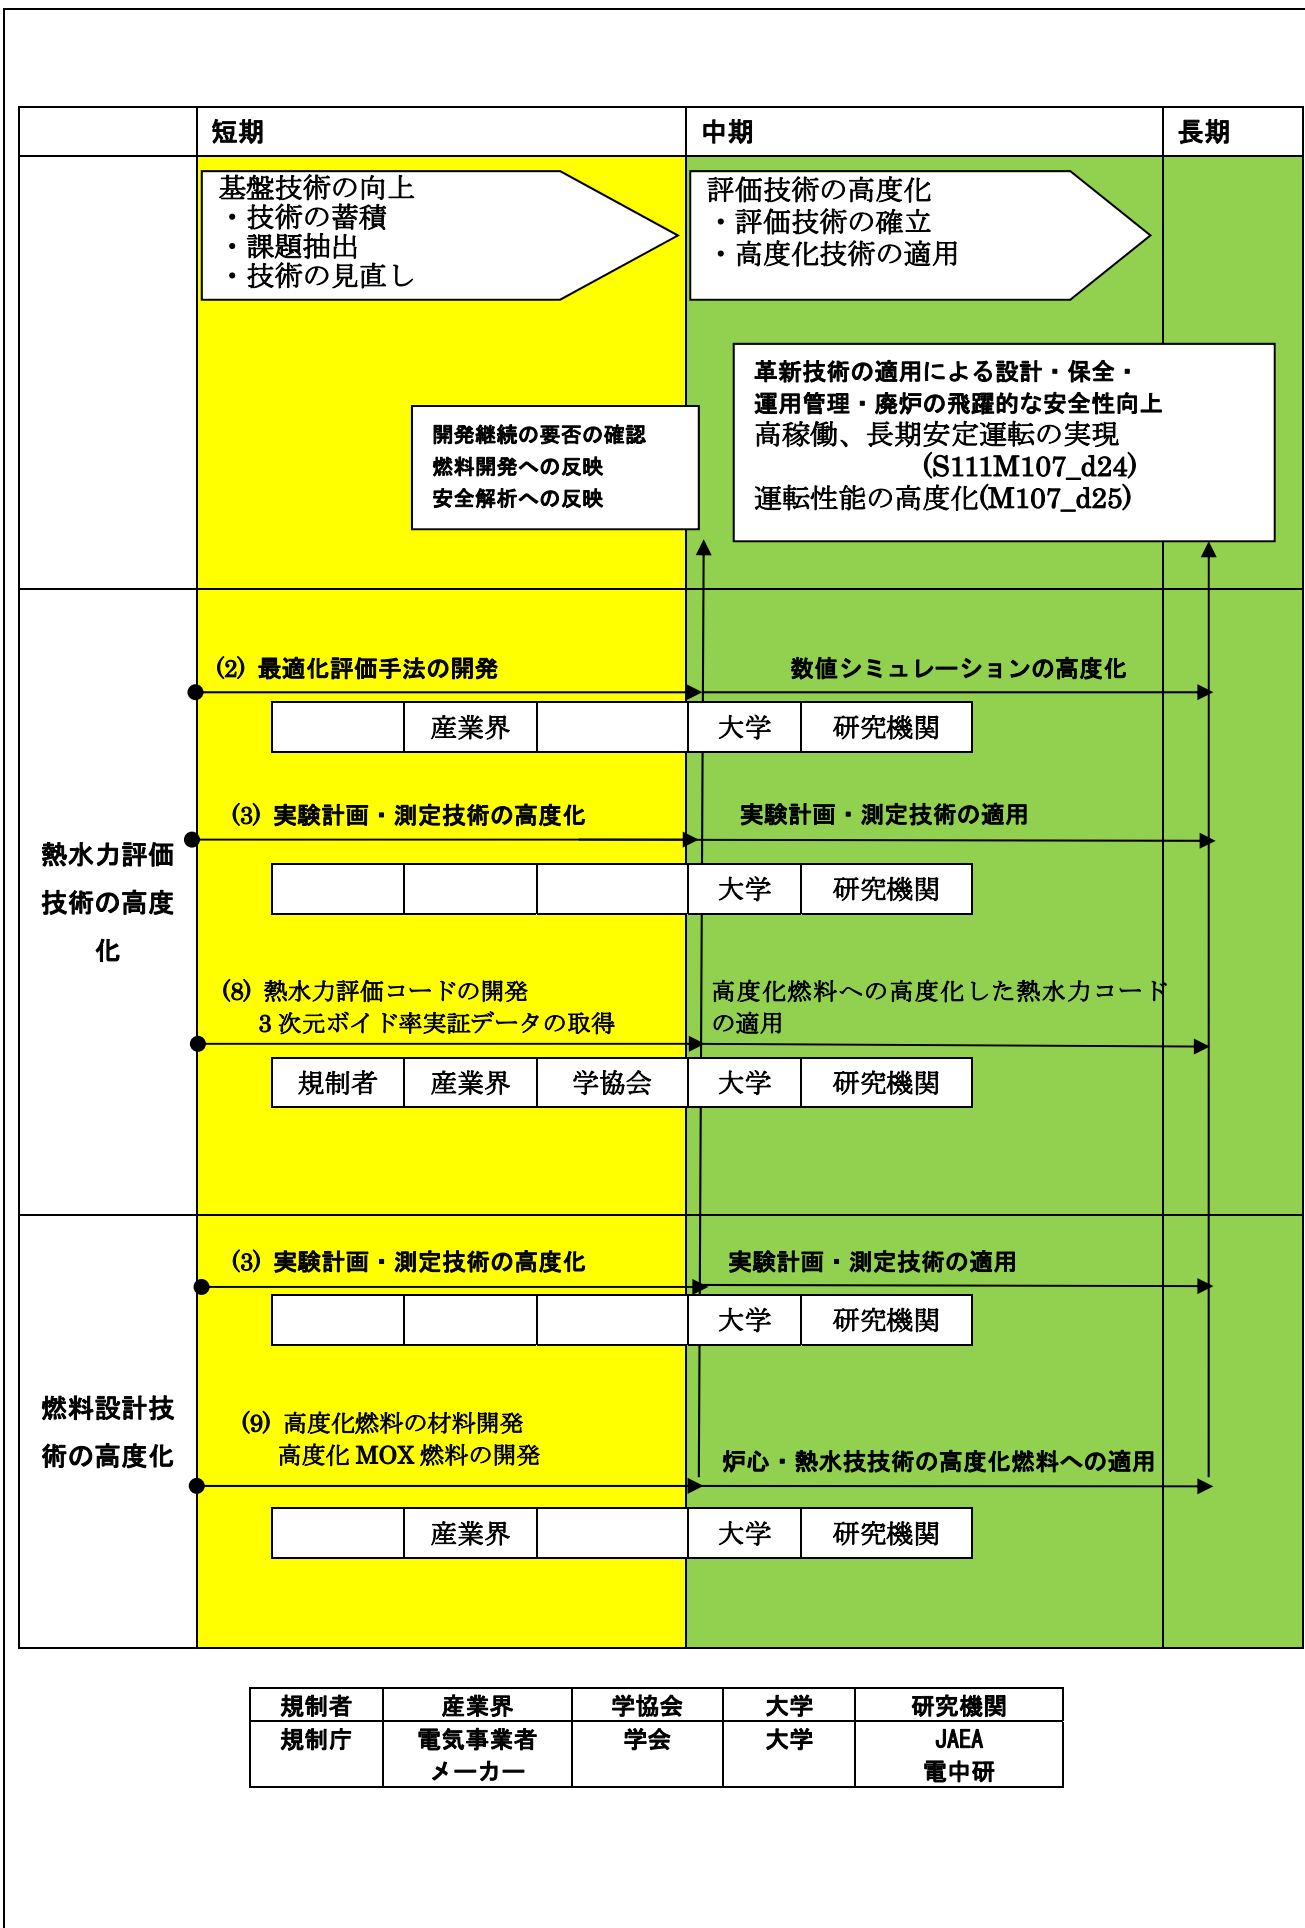 短期 中期 長期
基盤技術の向上
・技術の蓄積
・課題抽出
・技術の見直し
評価技術の高度化
・評価技術の確立
・高度化技術の適用
革新技術の適用による設計・保全・
運用管理・廃炉の飛躍的な安全性向上
高稼働、長期安定運転の実現
(S111M107_d24)
運転性能の高度化(M107_d25)
開発継続の要否の確認
燃料開発への反映
安全解析への反映
熱水力評価
技術の高度
化
(2) 最適化評価手法の開発 数値シミュレーションの高度化
産業界 大学 研究機関
(3) 実験計画・測定技術の高度化 実験計画・測定技術の適用
大学 研究機関
(8) 熱水力評価コードの開発
3 次元ボイド率実証データの取得
高度化燃料への高度化した熱水力コード
の適用
規制者 産業界 学協会 大学 研究機関
燃料設計技
術の高度化
(3) 実験計画・測定技術の高度化 実験計画・測定技術の適用
大学 研究機関
(9) 高度化燃料の材料開発
高度化 MOX 燃料の開発
炉心・熱水技技術の高度化燃料への適用
産業界 大学 研究機関
規制者 産業界 学協会 大学 研究機関
規制庁 電気事業者 学会 大学 JAEA
メーカー 電中研